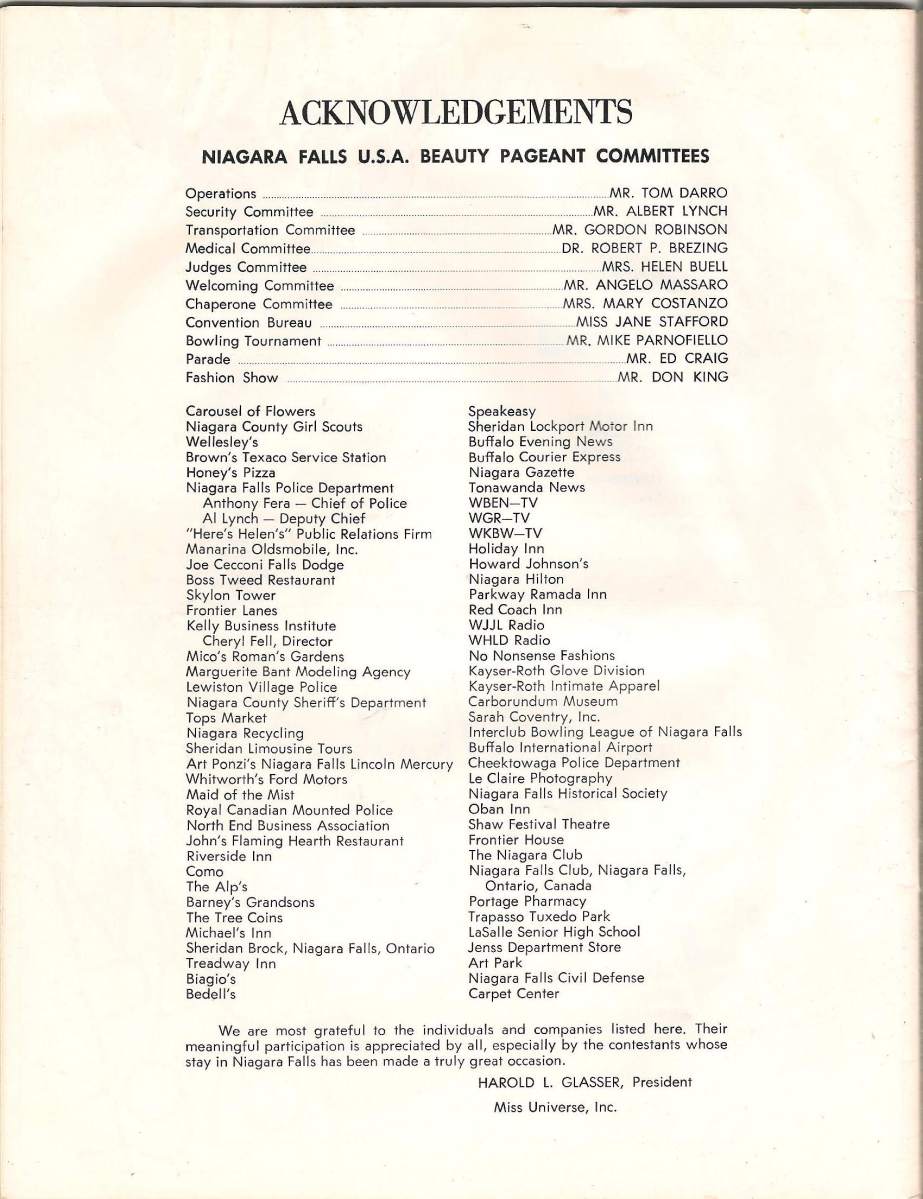 ACKNOWLEDGEMENTS
NIAGARA FALLS U.S.A. BEAUTY PAGEANT COMMITTEES
Operations ........ MR. TOM DARRO
Security Committee ........ MR. ALBERT LYNCH
Transportation Committee ........ MR. GORDON ROBINSON
Medical Committee ........ DR. ROBERT P. BREZING
Judges Committee ........ MRS. HELEN BUELL
Welcoming Committee ........ MR. ANGELO MASSARO
Chaperone Committee ........ MRS. MARY COSTANZO
Convention Bureau ........ MISS JANE STAFFORD
Bowling Tournament ........ MR. MIKE PARNOFIELLO
Parade ........ MR. ED CRAIG
Fashion Show ........ MR. DON KING
Carousel of Flowers
Niagara County Girl Scouts
Wellesley's
Brown's Texaco Service Station
Honey's Pizza
Niagara Falls Police Department
Anthony Fera — Chief of Police
Al Lynch — Deputy Chief
"Here's Helen's" Public Relations Firm
Manarina Oldsmobile, Inc.
Joe Cecconi Falls Dodge
Boss Tweed Restaurant
Skylon Tower
Frontier Lanes
Kelly Business Institute
Cheryl Fell, Director
Mico's Roman's Gardens
Marguerite Bant Modeling Agency
Lewiston Village Police
Niagara County Sheriff's Department
Tops Market
Niagara Recycling
Sheridan Limousine Tours
Art Ponzi's Niagara Falls Lincoln Mercury
Whitworth's Ford Motors
Maid of the Mist
Royal Canadian Mounted Police
North End Business Association
John's Flaming Hearth Restaurant
Riverside Inn
Como
The Alp's
Barney's Grandsons
The Tree Coins
Michael's Inn
Sheridan Brock, Niagara Falls, Ontario
Treadway Inn
Biagio's
Bedell's
Speakeasy
Sheridan Lockport Motor Inn
Buffalo Evening News
Buffalo Courier Express
Niagara Gazette
Tonawanda News
WBEN—TV
WGR—TV
WKBW—TV
Holiday Inn
Howard Johnson's
Niagara Hilton
Parkway Ramada Inn
Red Coach Inn
WJJL Radio
WHLD Radio
No Nonsense Fashions
Kayser-Roth Glove Division
Kayser-Roth Intimate Apparel
Carborundum Museum
Sarah Coventry, Inc.
Interclub Bowling League of Niagara Falls
Buffalo International Airport
Cheektowaga Police Department
Le Claire Photography
Niagara Falls Historical Society
Oban Inn
Shaw Festival Theatre
Frontier House
The Niagara Club
Niagara Falls Club, Niagara Falls,
Ontario, Canada
Portage Pharmacy
Trapasso Tuxedo Park
LaSalle Senior High School
Jenss Department Store
Art Park
Niagara Falls Civil Defense
Carpet Center
We are most grateful to the individuals and companies listed here. Their
meaningful participation is appreciated by all, especially by the contestants whose
stay in Niagara Falls has been made a truly great occasion.
HAROLD L. GLASSER, President
Miss Universe, Inc.